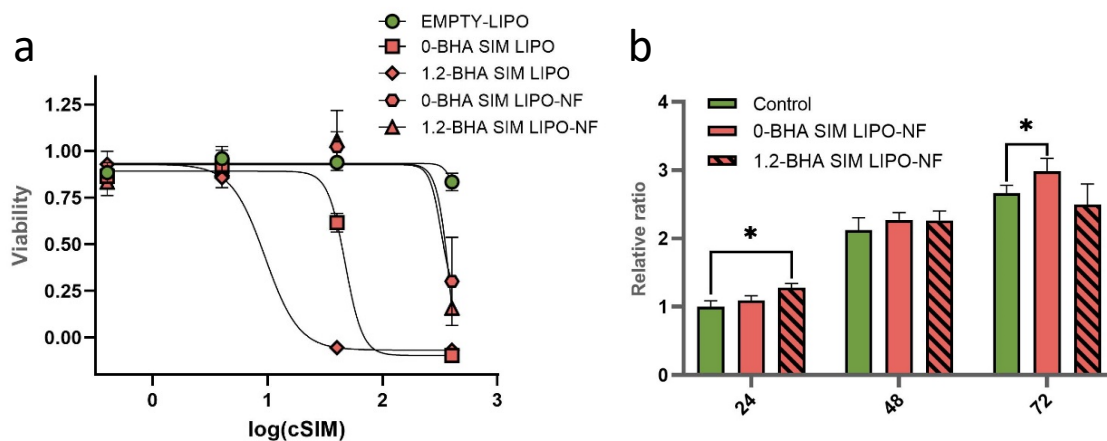 a
EMPTY-LIPO
0-BHA SIM LIPO
1.2-BHA SIM LIPO
0-BHA SIM LIPO-NF
1.2-BHA SIM LIPO-NF
1.25
1.00
0.75
0.50
0.25
0.00
Viability
0 1 2 3
log(cSIM)
b
Control
0-BHA SIM LIPO-NF
1.2-BHA SIM LIPO-NF
4
3
2
1
0
Relative ratio
*
*
24 48 72